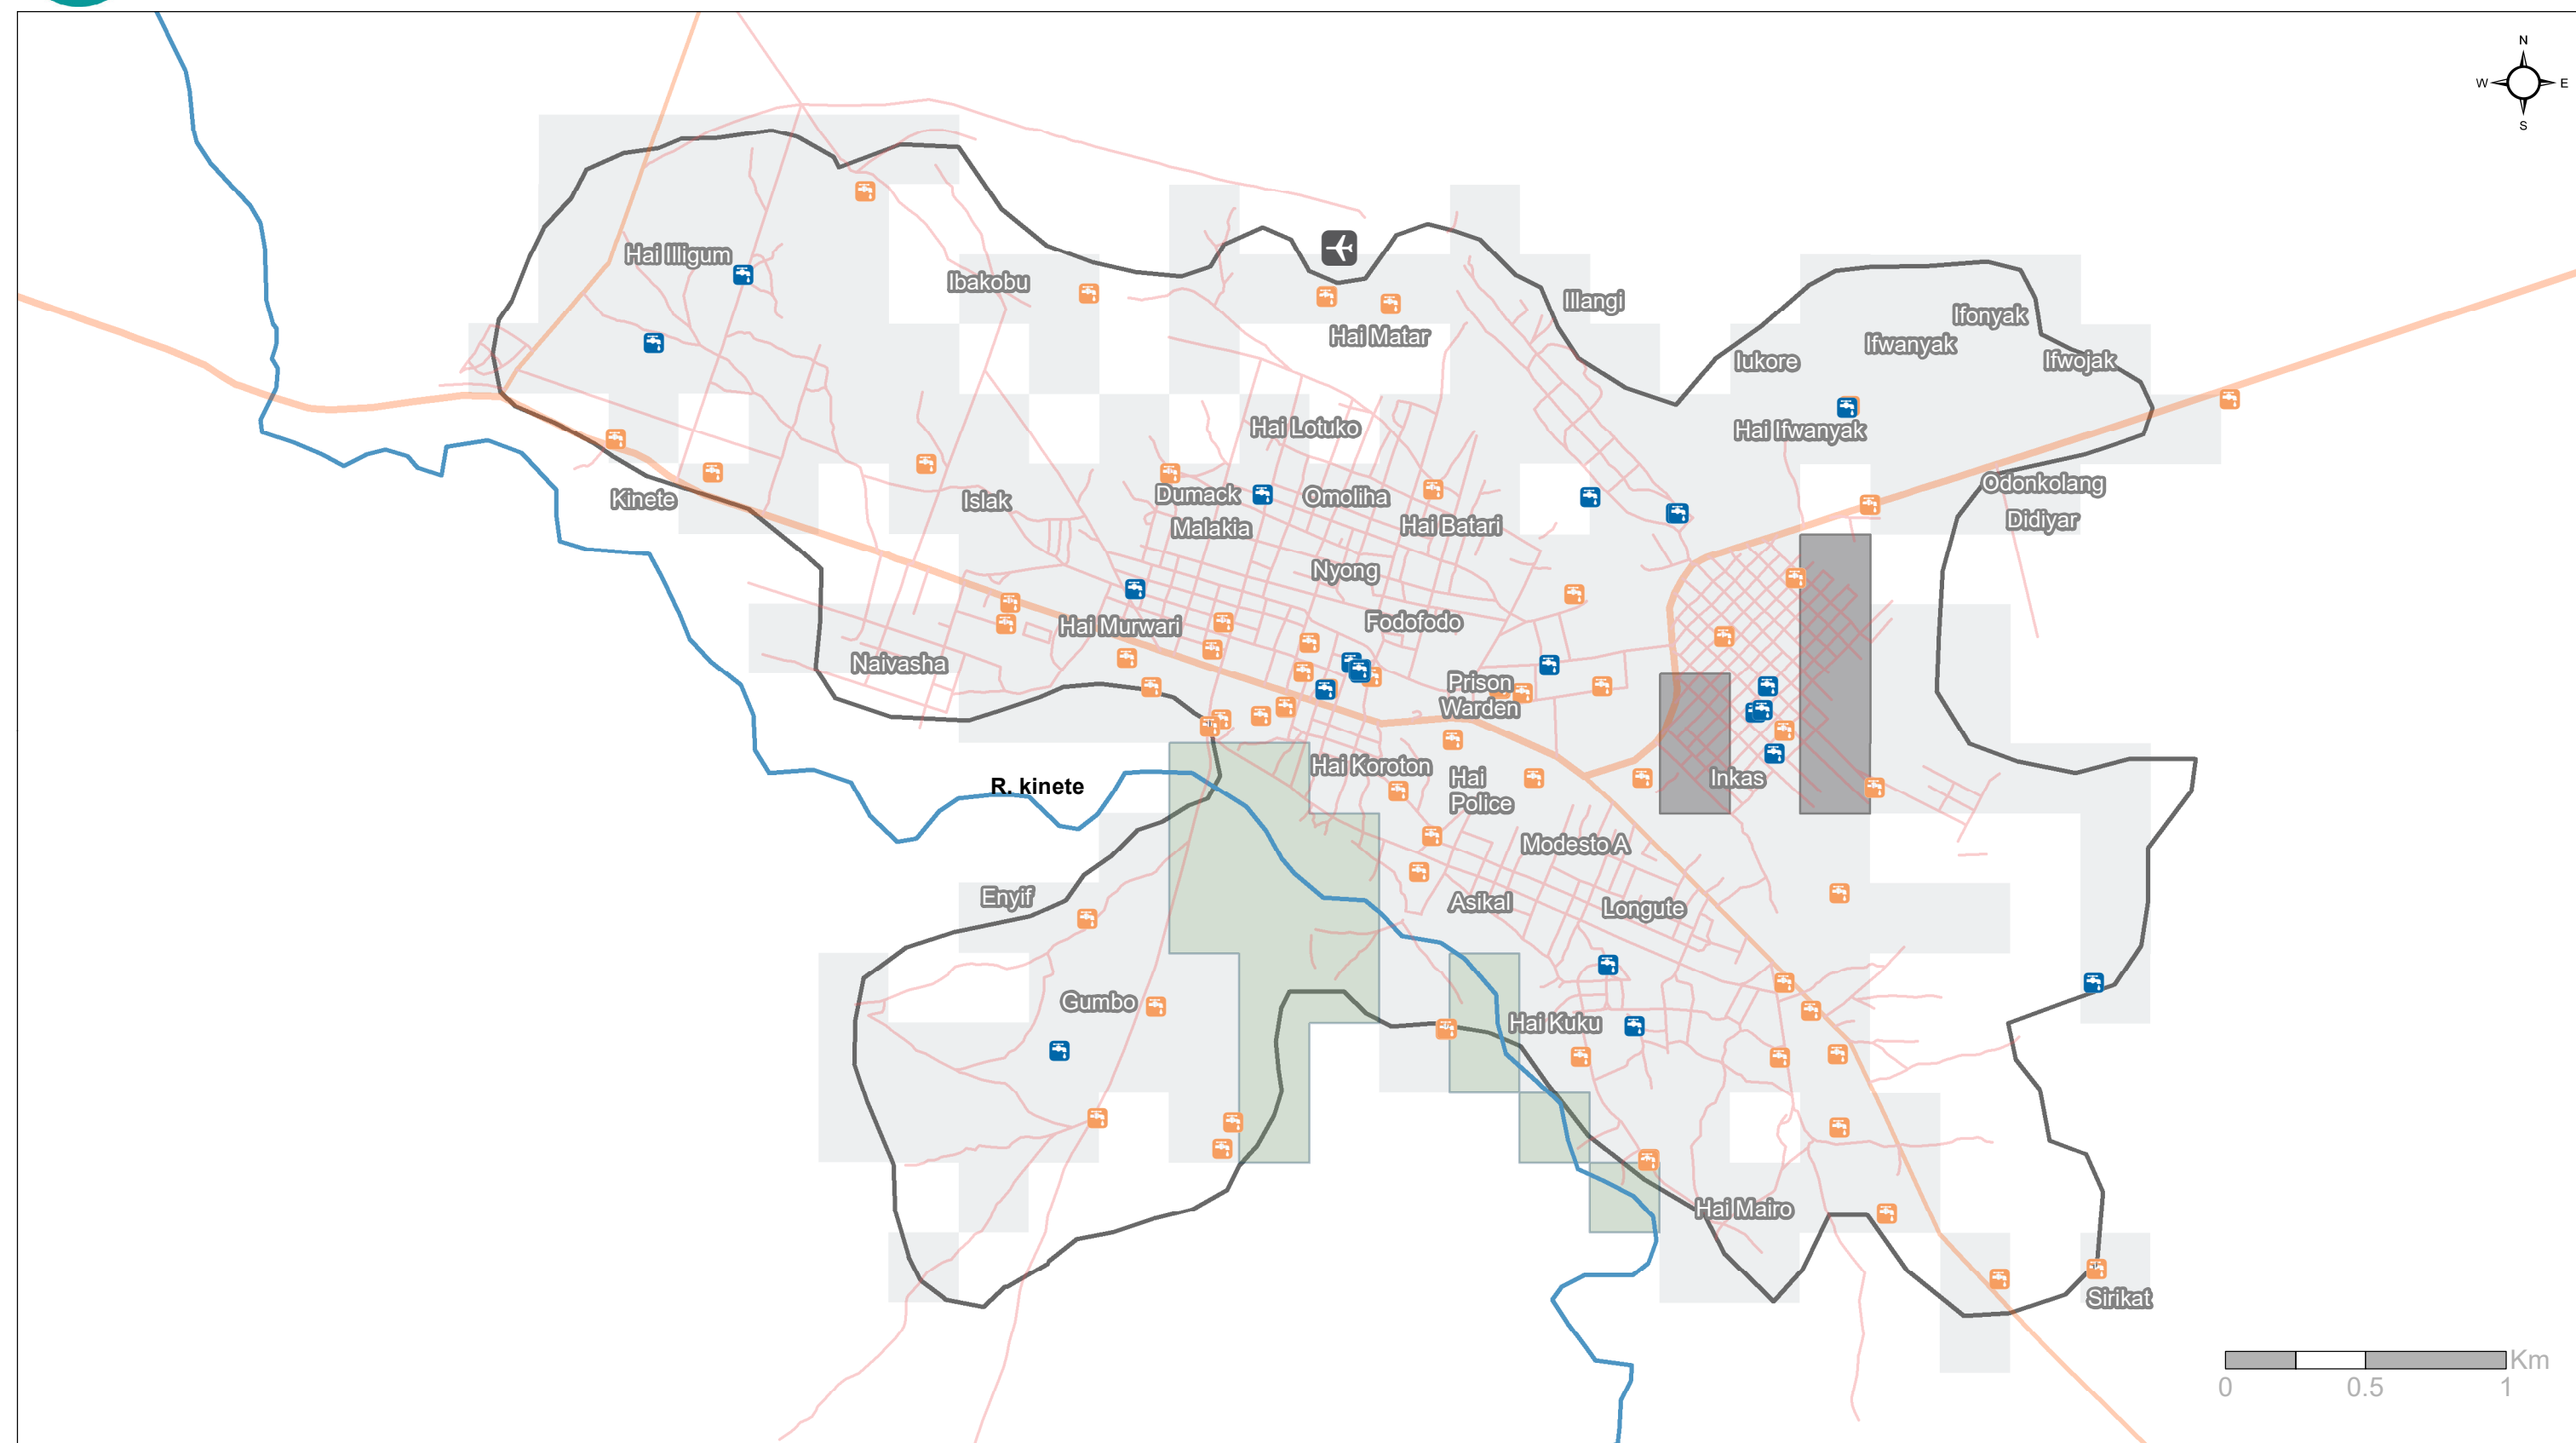 N
W E
S
Hai Illigum
Ibakobu
Illangi
Ifonyak
Hai Matar
Ifwanyak
Iukore
Ifwojak
Hai Lotuko
Hai Ifwanyak
Odonkolang
Kinete
Islak
Dumack
Omoliha
Didiyar
Malakia
Hai Batari
Nyong
Hai Murwari
Fodofodo
Naivasha
Prison
Warden
R. kinete
Hai Koroton
Hai
Police
Inkas
Modesto A
Enyif
Asikal
Longute
Gumbo
Hai Kuku
Hai Mairo
Sirikat
Km
0 0.5 1